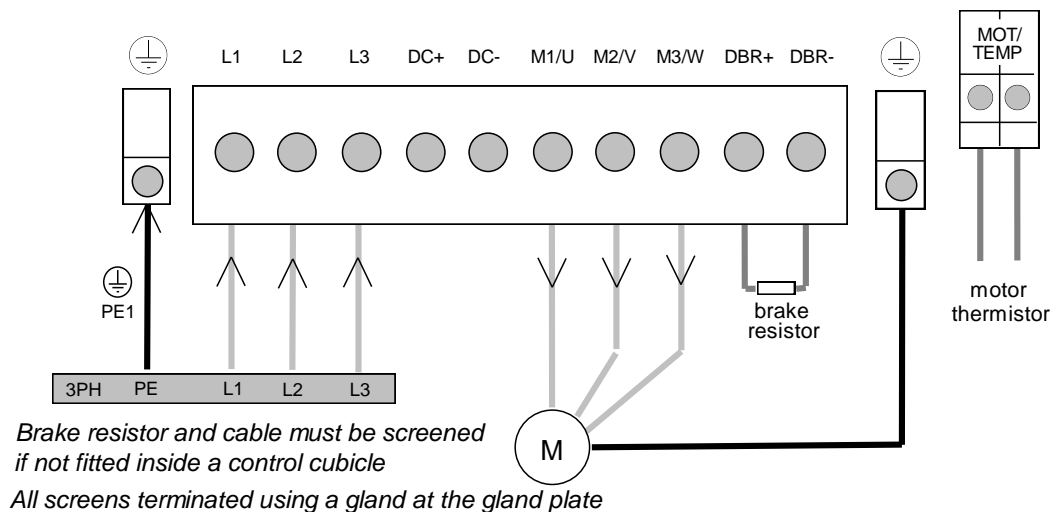 L1 L2 L3 DC+ DC- M1/U M2/V M3/W DBR+ DBR-
MOT/
TEMP
PE1
brake
resistor
motor
thermistor
3PH PE L1 L2 L3
M
Brake resistor and cable must be screened
if not fitted inside a control cubicle
All screens terminated using a gland at the gland plate